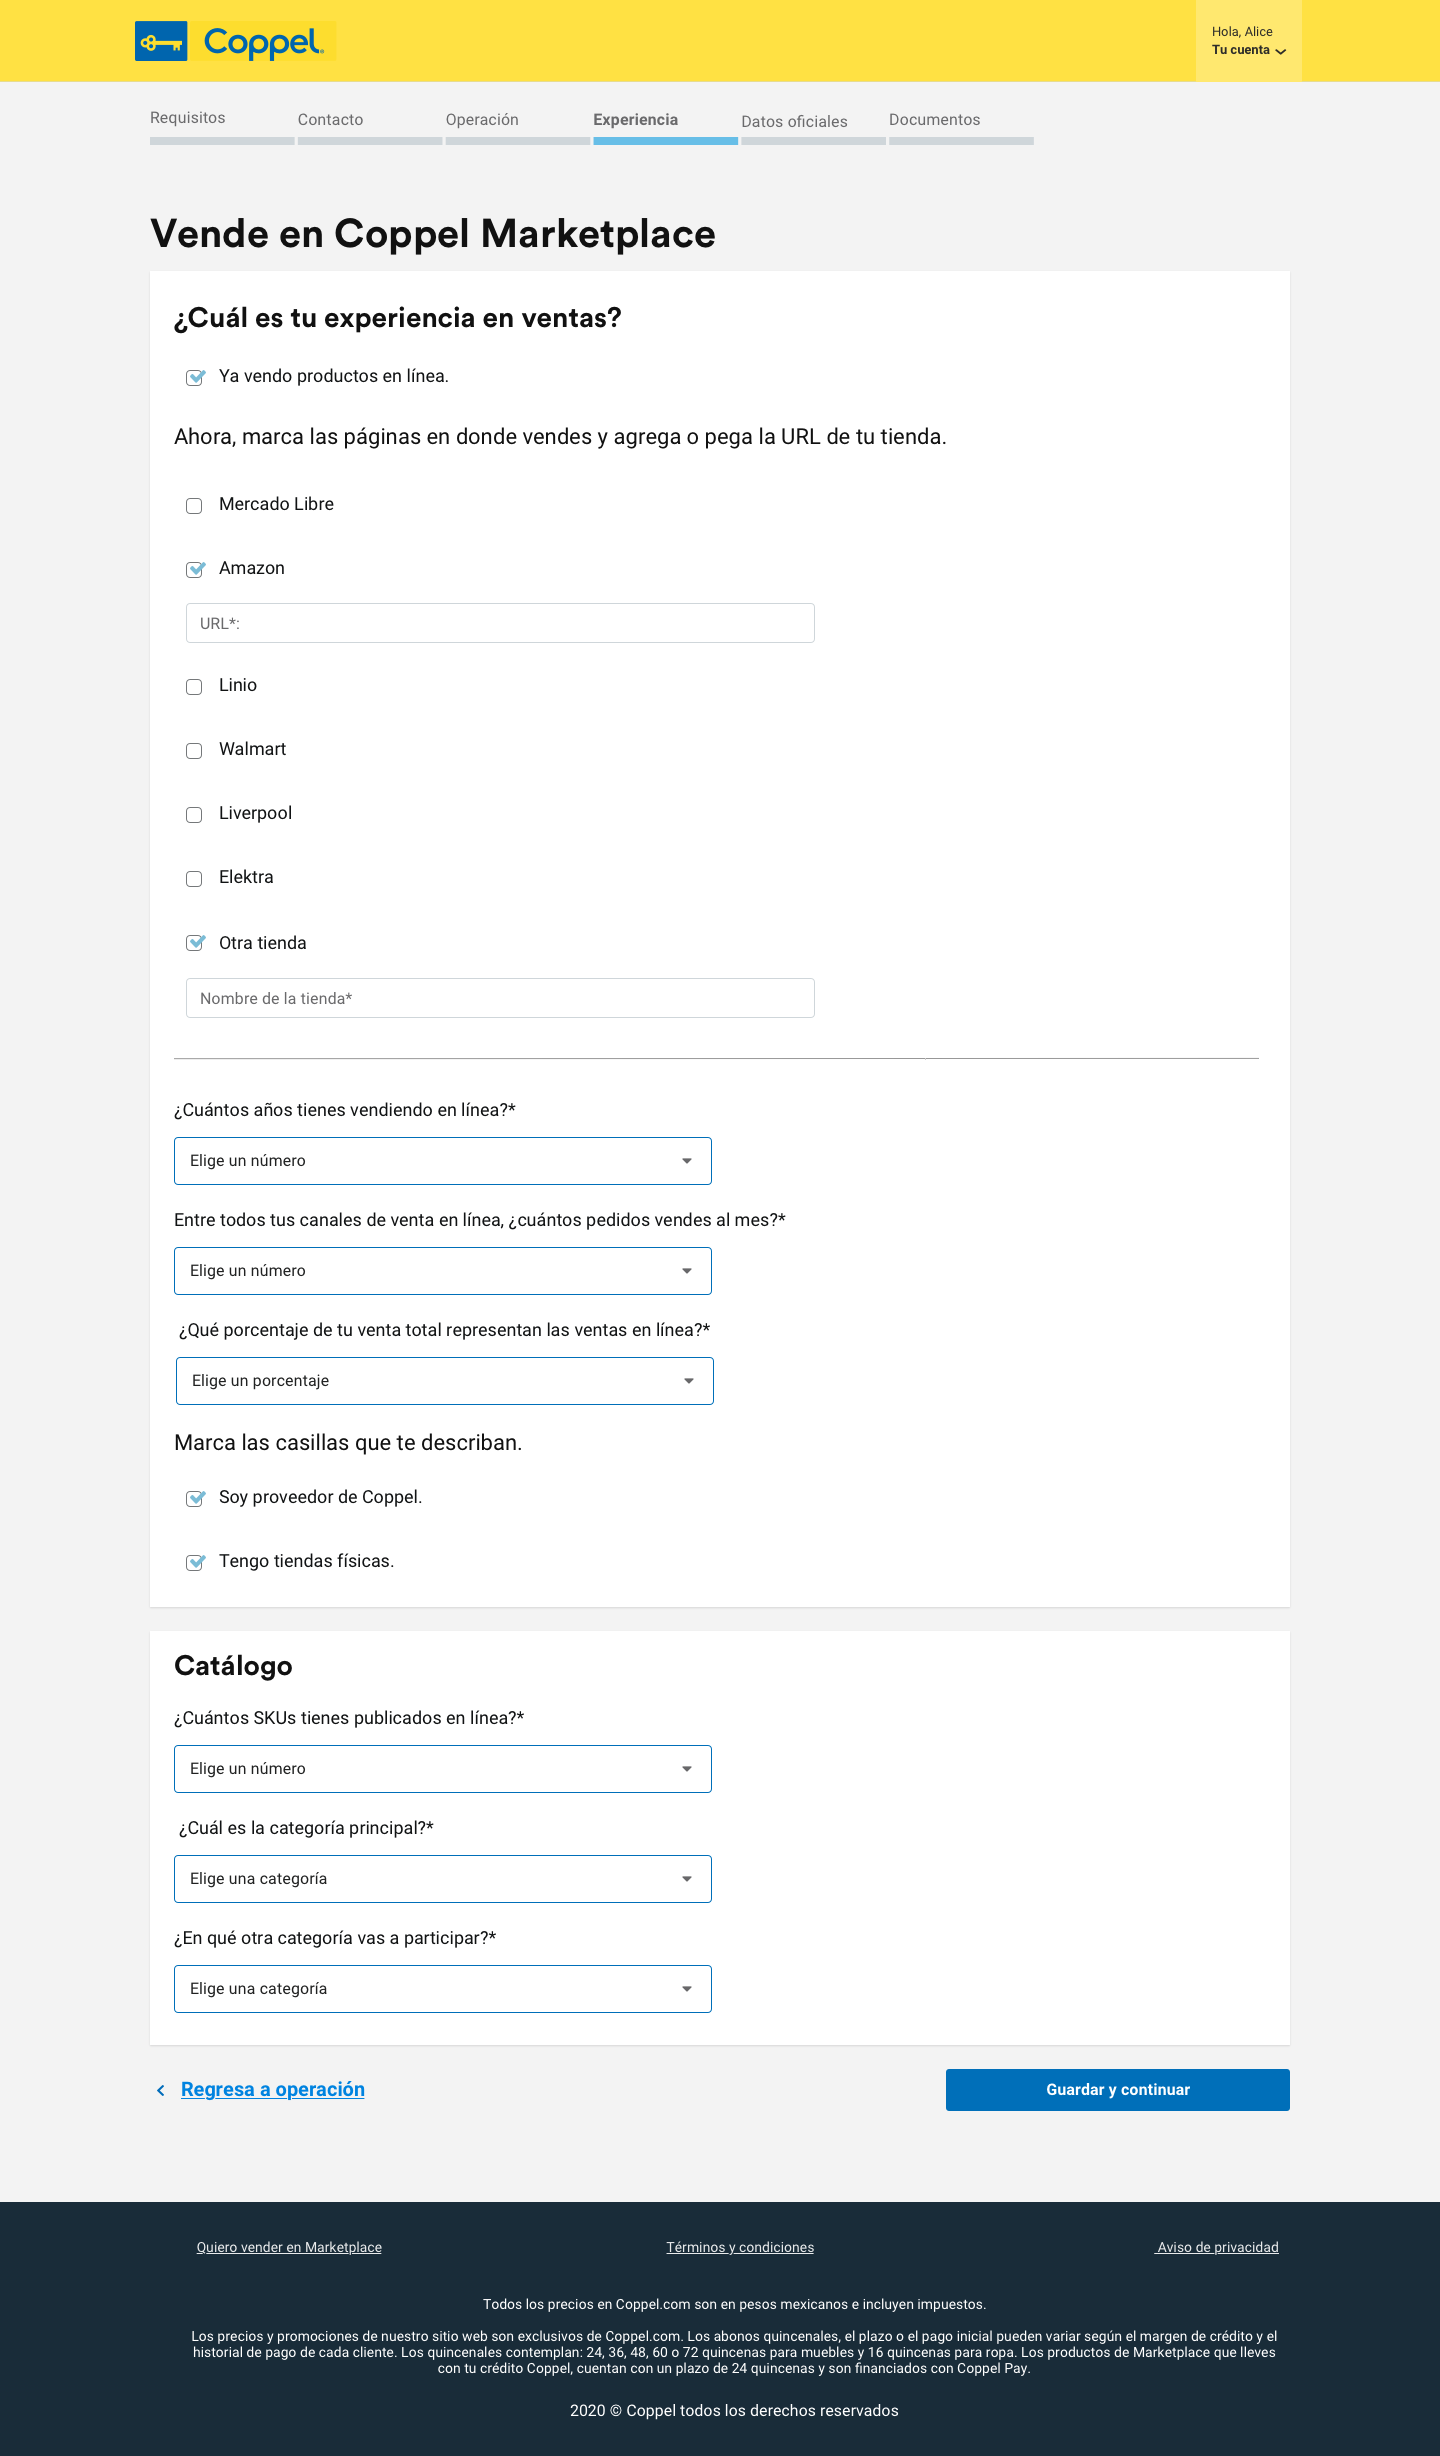 Coppel
Hola, Alice
Tu cuenta
Requisitos
Contacto
Operación
Experiencia
Datos oficiales
Documentos
Vende en Coppel Marketplace
¿Cuál es tu experiencia en ventas?
Ya vendo productos en línea.
Ahora, marca las páginas en donde vendes y agrega o pega la URL de tu tienda.
Mercado Libre
Amazon
URL*:
Linio
Walmart
Liverpool
Elektra
Otra tienda
Nombre de la tienda*
¿Cuántos años tienes vendiendo en línea?*
Elige un número
Entre todos tus canales de venta en línea, ¿cuántos pedidos vendes al mes?*
Elige un número
¿Qué porcentaje de tu venta total representan las ventas en línea?*
Elige un porcentaje
Marca las casillas que te describan.
Soy proveedor de Coppel.
Tengo tiendas físicas.
Catálogo
¿Cuántos SKUs tienes publicados en línea?*
Elige un número
¿Cuál es la categoría principal?*
Elige una categoría
¿En qué otra categoría vas a participar?*
Elige una categoría
Regresa a operación
Guardar y continuar
Quiero vender en Marketplace
Términos y condiciones
Aviso de privacidad
Todos los precios en Coppel.com son en pesos mexicanos e incluyen impuestos.
Los precios y promociones de nuestro sitio web son exclusivos de Coppel.com. Los abonos quincenales, el plazo o el pago inicial pueden variar según el margen de crédito y el
historial de pago de cada cliente. Los quincenales contemplan: 24, 36, 48, 60 o 72 quincenas para muebles y 16 quincenas para ropa. Los productos de Marketplace que lleves
con tu crédito Coppel, cuentan con un plazo de 24 quincenas y son financiados con Coppel Pay.
2020 © Coppel todos los derechos reservados